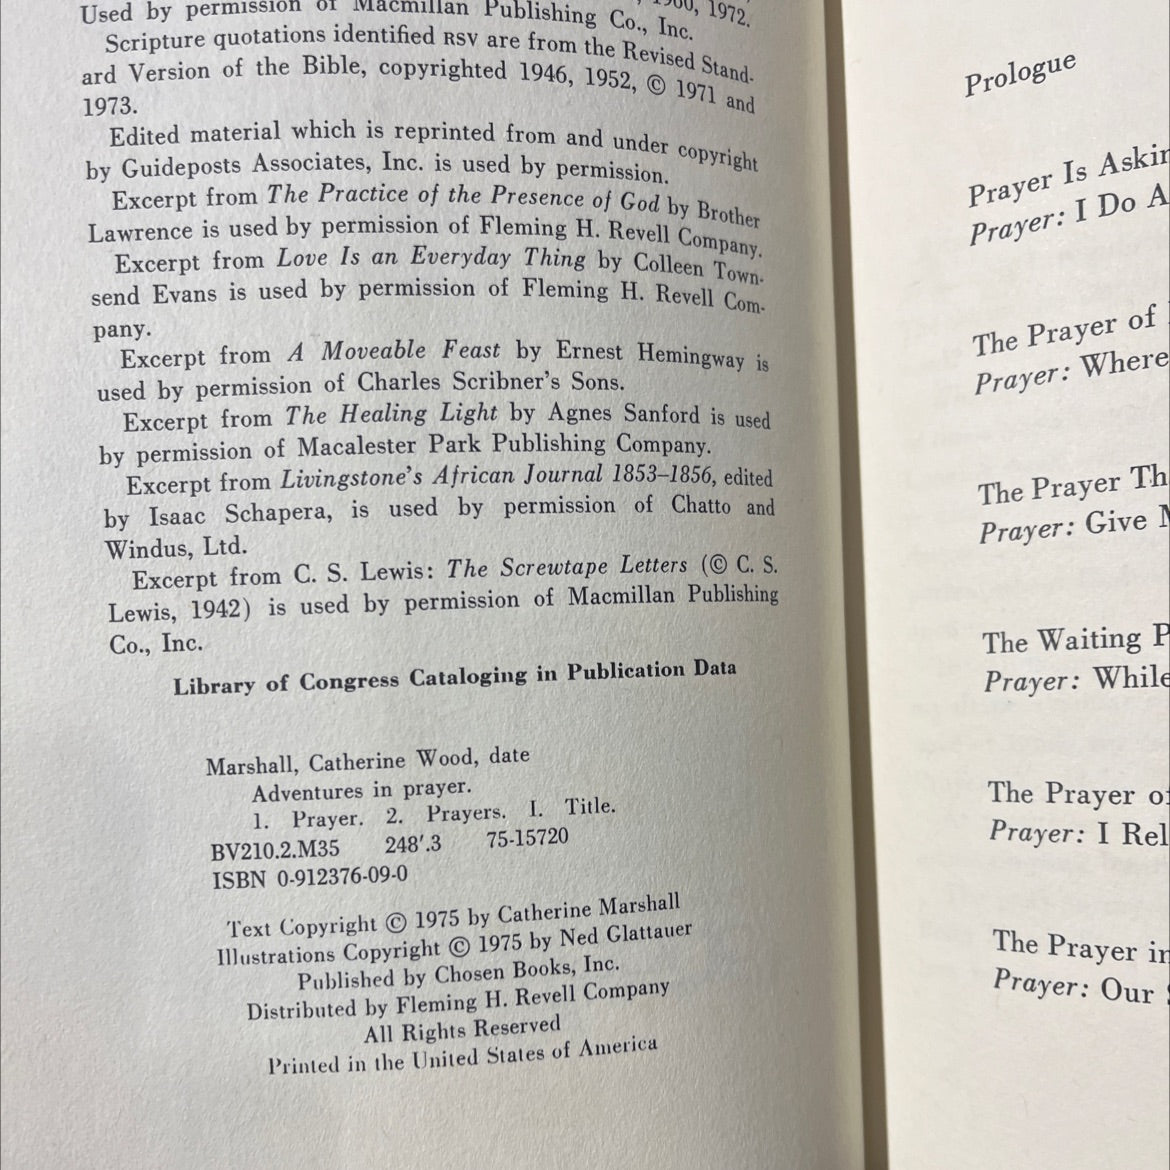 1960, 1972.
Used by permission of Macmillan Publishing Co., Inc.
Scripture quotations identified RSV are from the Revised Stand-
ard Version of the Bible, copyrighted 1946, 1952, © 1971 and
1973.
Edited material which is reprinted from and under copyright
by Guideposts Associates, Inc. is used by permission.
Excerpt from The Practice of the Presence of God by Brother
Lawrence is used by permission of Fleming H. Revell Company.
Excerpt from Love Is an Everyday Thing by Colleen Town-
send Evans is used by permission of Fleming H. Revell Com-
pany.
Excerpt from A Moveable Feast by Ernest Hemingway is
used by permission of Charles Scribner's Sons.
Excerpt from The Healing Light by Agnes Sanford is used
by permission of Macalester Park Publishing Company.
Excerpt from Livingstone's African Journal 1853–1856, edited
by Isaac Schapera, is used by permission of Chatto and
Windus, Ltd.
Excerpt from C. S. Lewis: The Screwtape Letters (© C. S.
Lewis, 1942) is used by permission of Macmillan Publishing
Co., Inc.
Library of Congress Cataloging in Publication Data
Marshall, Catherine Wood, date
Adventures in prayer.
1. Prayer. 2. Prayers. I. Title.
BV210.2.M35 248'.3 75-15720
ISBN 0-912376-09-0
Text Copyright © 1975 by Catherine Marshall
Illustrations Copyright © 1975 by Ned Glattauer
Published by Chosen Books, Inc.
Distributed by Fleming H. Revell Company
All Rights Reserved
Printed in the United States of America
Prologue
Prayer Is Askin
Prayer: I Do A
The Prayer of
Prayer: Where
The Prayer Th
Prayer: Give
The Waiting P
Prayer: While
The Prayer of
Prayer: I Rel
The Prayer in
Prayer: Our